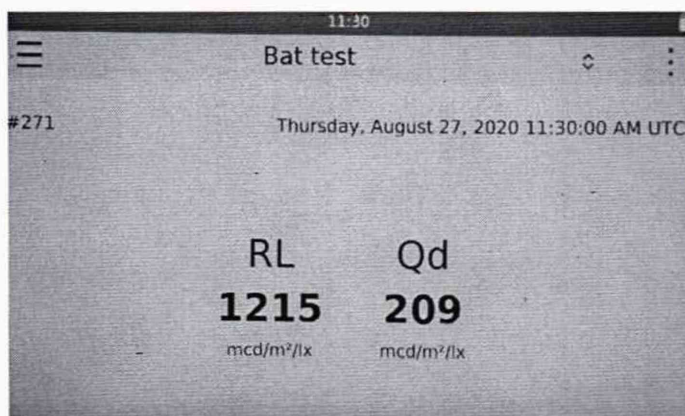 11:30
Bat test
#271
Thursday, August 27, 2020 11:30:00 AM UTC
RL Qd
1215 209
mcd/m²/lx mcd/m²/lx